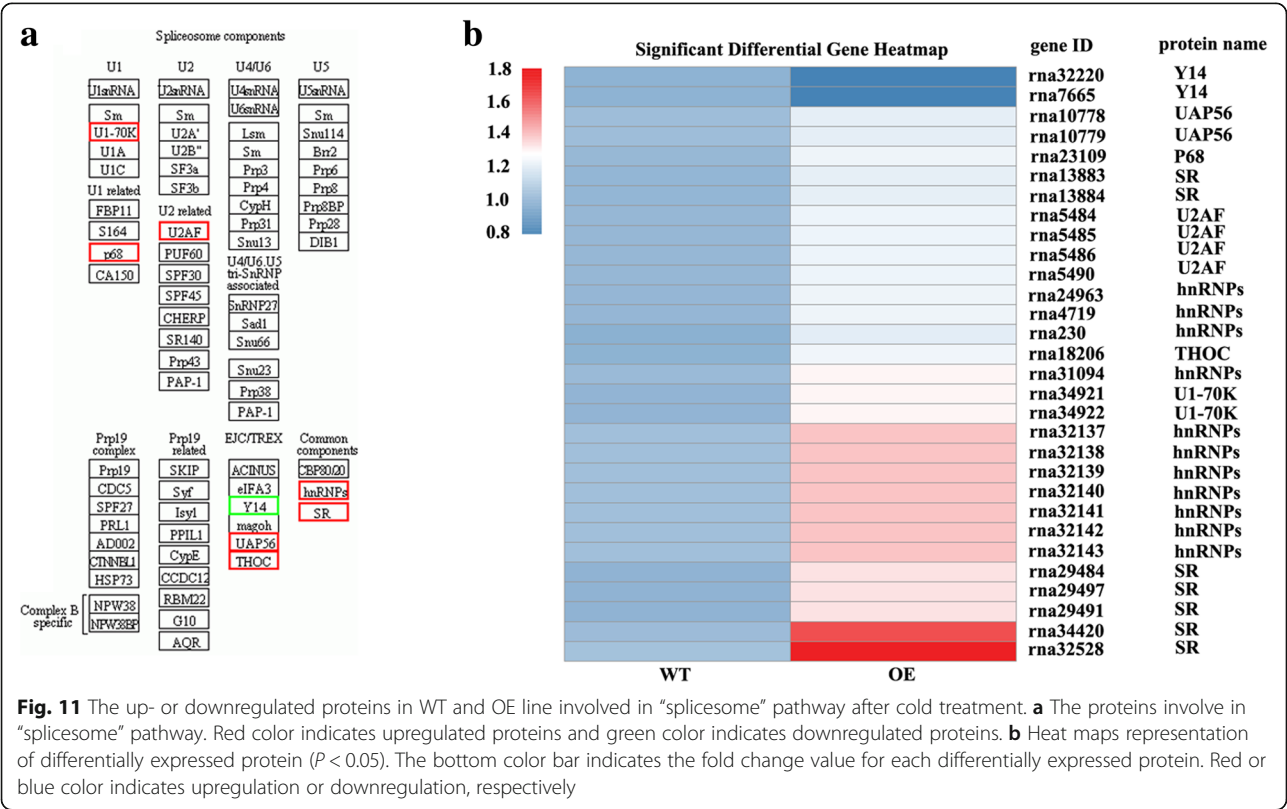 a
Spliceosome components
U1
U1snRNA
Sm
U1-70K
U1A
U1C
U1 related
FBP11
S164
p68
CA150
U2
U2snRNA
Sm
U2A'
U2B"
SF3a
SF3b
U2 related
U2AF
PUF60
SPF30
SPF45
CHERP
SR140
Prp43
PAP-1
U4/U6
U4snRNA
U6snRNA
Lsm
Sm
Prp3
Prp4
CypH
Prp31
Snu13
U4/U6.U5
tri-SnRNP
associated
SnRNP27
Sad1
Snu66
Snu23
Prp38
PAP-1
U5
U5snRNA
Sm
Snu114
Brr2
Prp6
Prp8
Prp8BP
Prp28
DIB1
Prp19
complex
Prp19
CDC5
SPF27
PRL1
AD002
CTNNBL1
HSP73
Complex B
specific
NPW38
NPW38BP
Prp19
related
SKIP
Syf
Isy1
PPIL1
CypE
CCDC12
RBM22
G10
AQR
EJC/TREX
ACINUS
eIFA3
Y14
magoh
UAP56
THOC
Common
components
CBP80/20
hnRNPs
SR
b
Significant Differential Gene Heatmap
gene ID protein name
1.8
1.6
1.4
1.2
1.0
0.8
rna32220 Y14
rna7665 Y14
rna10778 UAP56
rna10779 UAP56
rna23109 P68
rna13883 SR
rna13884 SR
rna5484 U2AF
rna5485 U2AF
rna5486 U2AF
rna5490 U2AF
rna24963 hnRNPs
rna4719 hnRNPs
rna230 hnRNPs
rna18206 THOC
rna31094 hnRNPs
rna34921 U1-70K
rna34922 U1-70K
rna32137 hnRNPs
rna32138 hnRNPs
rna32139 hnRNPs
rna32140 hnRNPs
rna32141 hnRNPs
rna32142 hnRNPs
rna32143 hnRNPs
rna29484 SR
rna29497 SR
rna29491 SR
rna34420 SR
rna32528 SR
WT OE
Fig. 11 The up- or downregulated proteins in WT and OE line involved in “splicesome” pathway after cold treatment. a The proteins involve in
“splicesome” pathway. Red color indicates upregulated proteins and green color indicates downregulated proteins. b Heat maps representation
of differentially expressed protein (P < 0.05). The bottom color bar indicates the fold change value for each differentially expressed protein. Red or
blue color indicates upregulation or downregulation, respectively